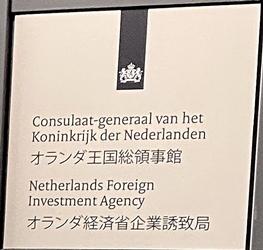 Consulaat-generaal van het
Koninkrijk der Nederlanden
オランダ王国総領事館
Netherlands Foreign
Investment Agency
オランダ経済省企業誘致局